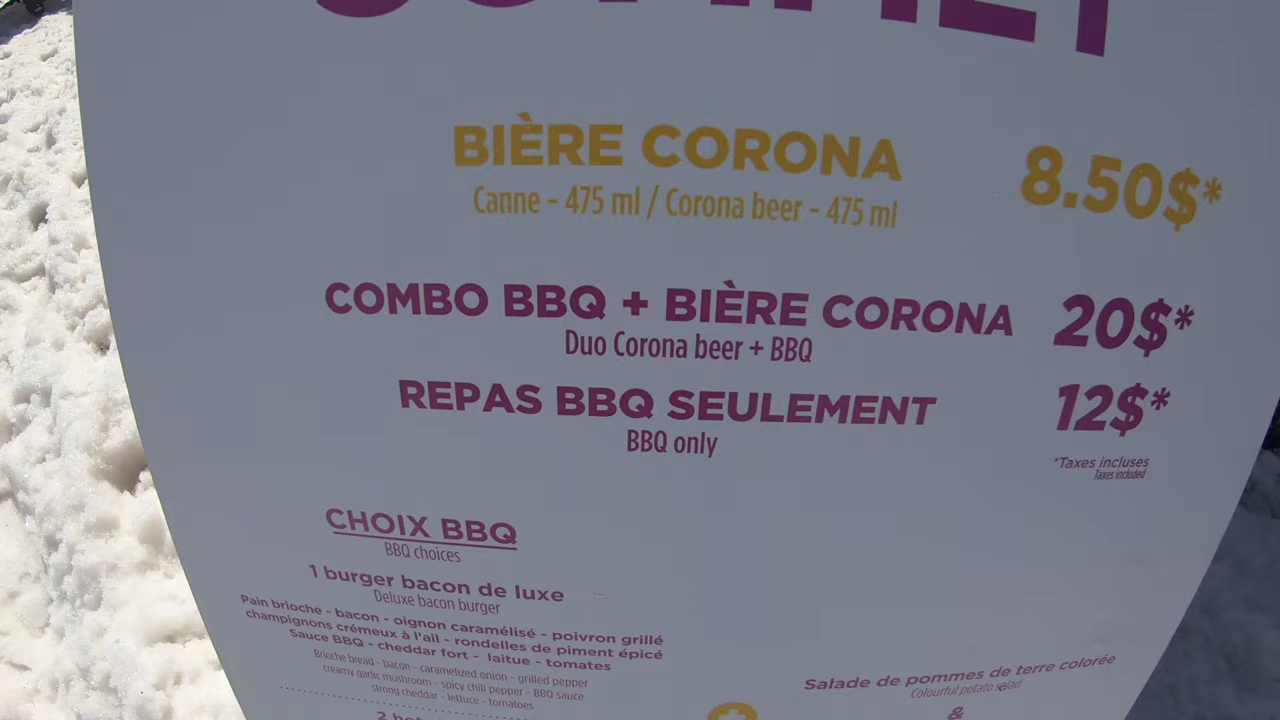 BIÈRE CORONA 8.50$*
Canne - 475 ml / Corona beer - 475 ml
COMBO BBQ + BIÈRE CORONA 20$*
Duo Corona beer + BBQ
REPAS BBQ SEULEMENT 12$*
BBQ only
*Taxes incluses
Taxes included
CHOIX BBQ
BBQ choices
1 burger bacon de luxe
Deluxe bacon burger
Pain brioche - bacon - oignon caramélisé - poivron grillé
champignons crémeux à l'ail - rondelles de piment épicé
Sauce BBQ - cheddar fort - laitue - tomates
Brioche bread - bacon - caramelized onion - grilled pepper
creamy garlic mushroom - spicy chili pepper - BBQ sauce
strong cheddar - lettuce - tomatoes
Salade de pommes de terre colorée
Colourful potato salad
&
2